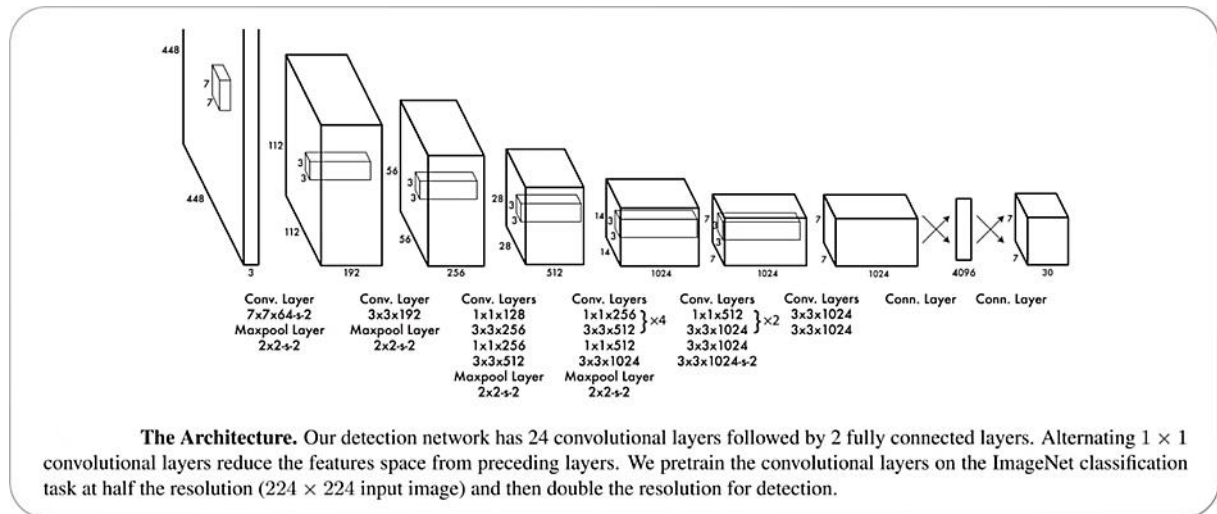 448
7
7
448
3
112
3
3
112
192
56
3
3
56
256
28
3
3
28
512
14
3
3
14
1024
7
3
3
7
1024
7
7
1024
4096
7
7
30
Conv. Layer
7x7x64-s-2
Maxpool Layer
2x2-s-2
Conv. Layer
3x3x192
Maxpool Layer
2x2-s-2
Conv. Layers
1x1x128
3x3x256
1x1x256
3x3x512
Maxpool Layer
2x2-s-2
Conv. Layers
1x1x256
3x3x512 }×4
1x1x512
3x3x1024
Maxpool Layer
2x2-s-2
Conv. Layers
1x1x512
3x3x1024 }×2
3x3x1024
3x3x1024-s-2
Conv. Layers
3x3x1024
3x3x1024
Conn. Layer
Conn. Layer
The Architecture. Our detection network has 24 convolutional layers followed by 2 fully connected layers. Alternating 1 × 1
convolutional layers reduce the features space from preceding layers. We pretrain the convolutional layers on the ImageNet classification
task at half the resolution (224 × 224 input image) and then double the resolution for detection.